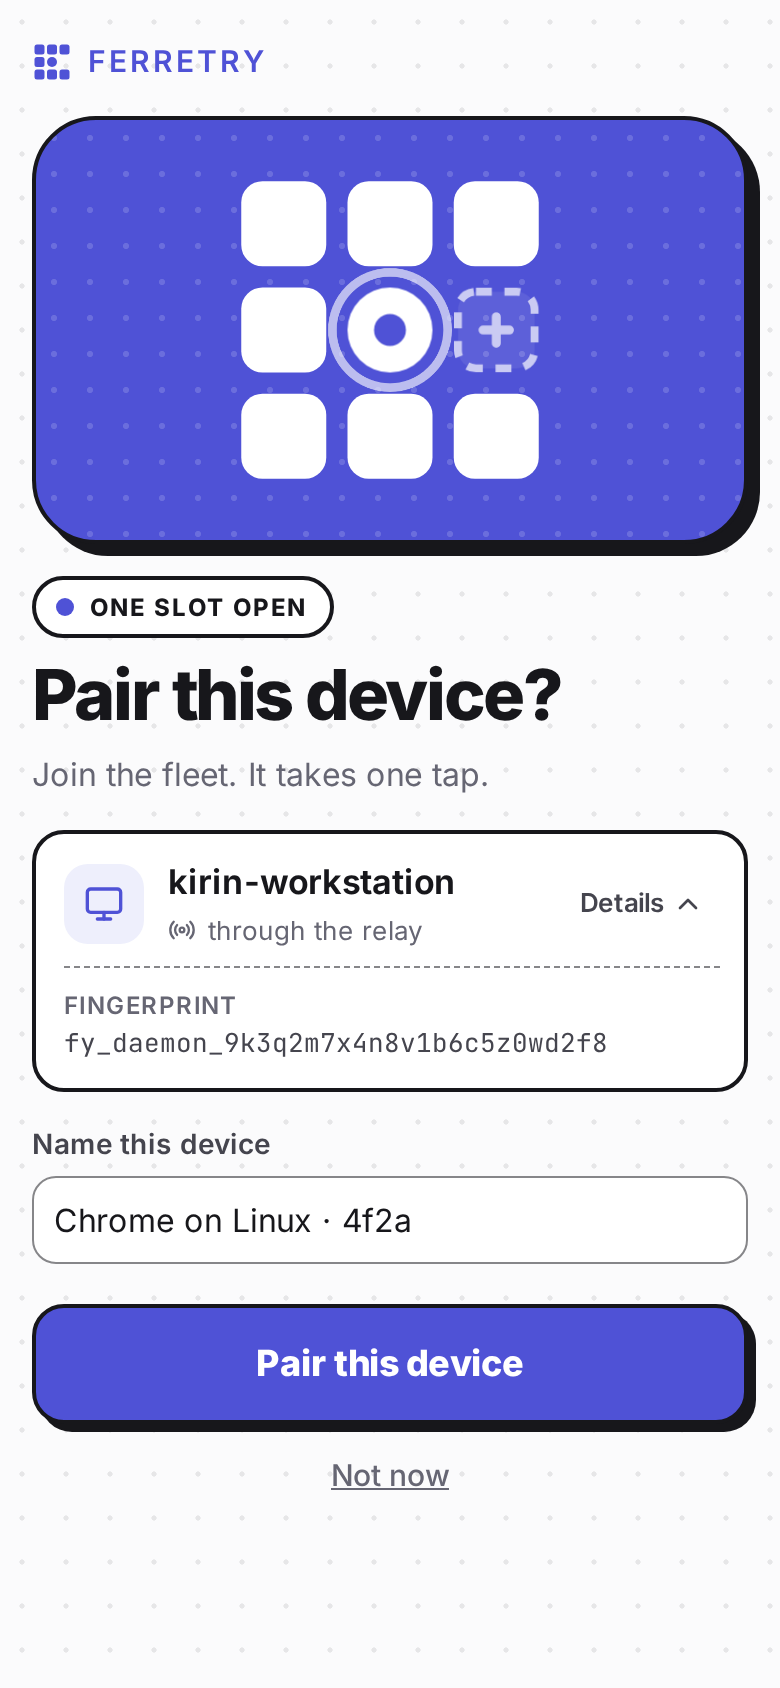 FERRETRY
ONE SLOT OPEN
Pair this device?
Join the fleet. It takes one tap.
kirin-workstation
Details
through the relay
FINGERPRINT
fy_daemon_9k3q2m7x4n8v1b6c5z0wd2f8
Name this device
Chrome on Linux · 4f2a
Pair this device
Not now